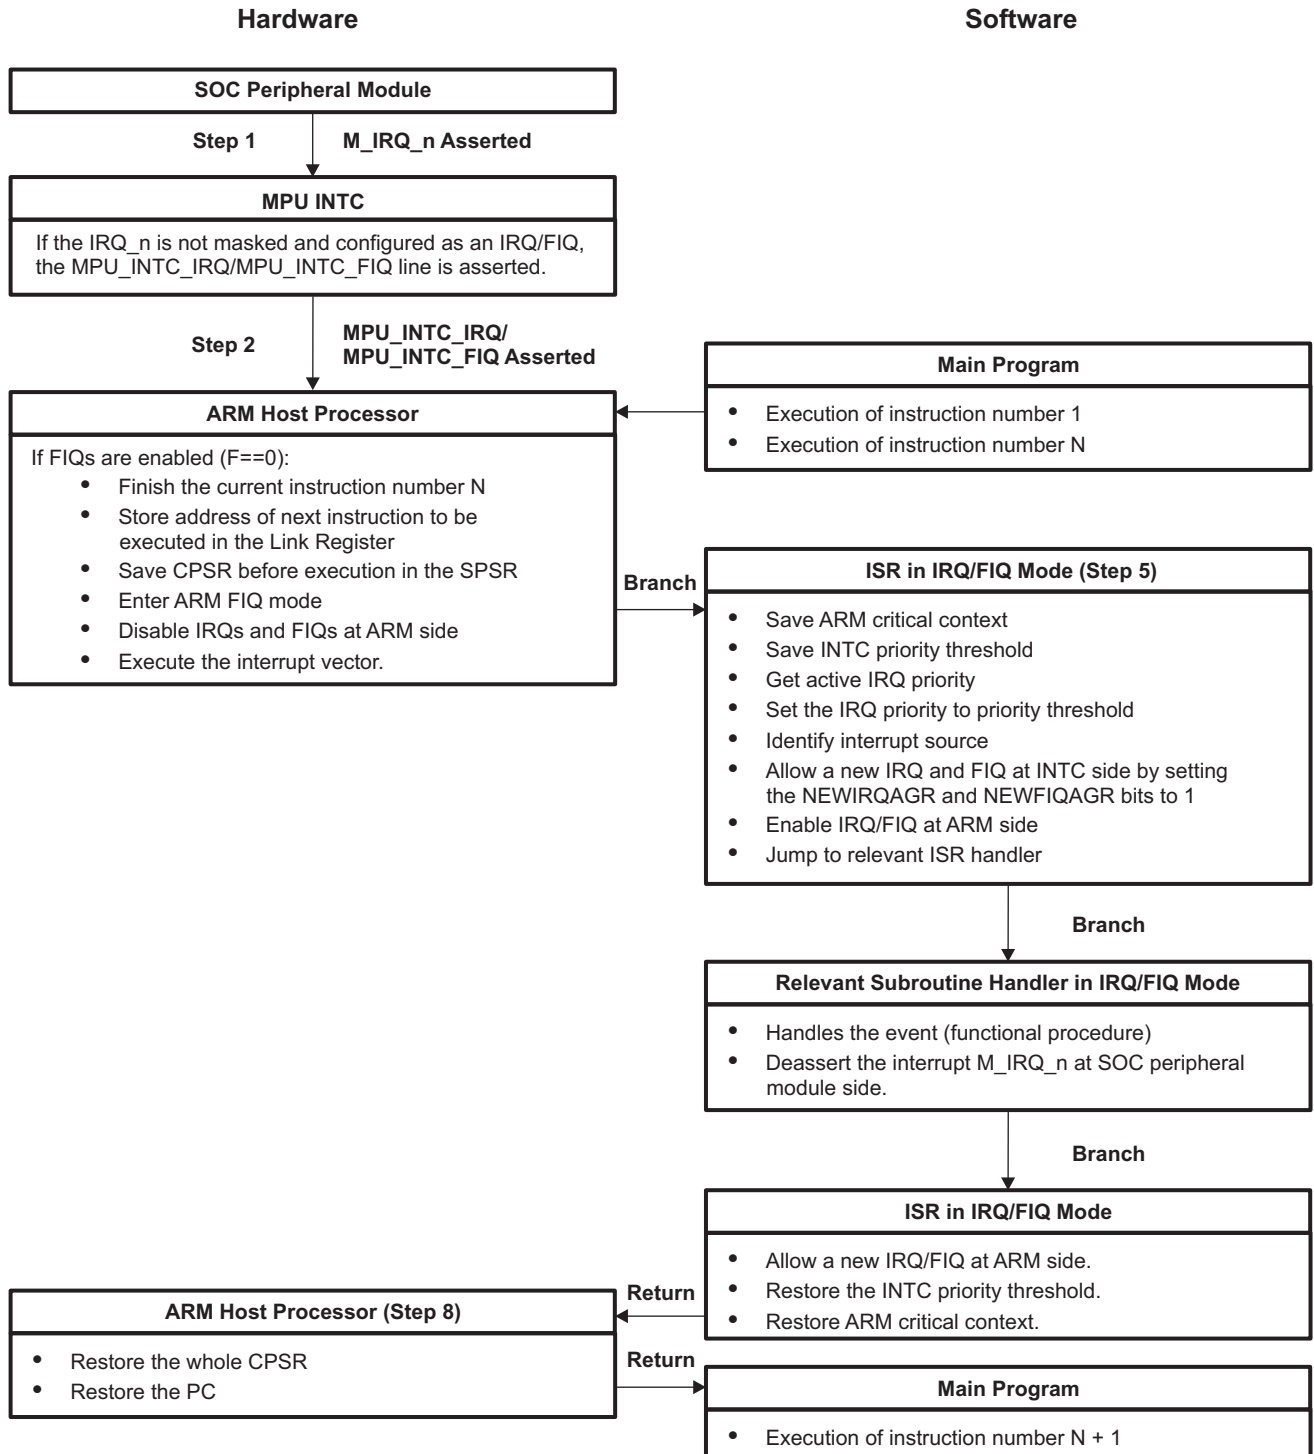 Hardware
Software
SOC Peripheral Module
Step 1
M_IRQ_n Asserted
MPU INTC
If the IRQ_n is not masked and configured as an IRQ/FIQ,
the MPU_INTC_IRQ/MPU_INTC_FIQ line is asserted.
Step 2
MPU_INTC_IRQ/
MPU_INTC_FIQ Asserted
Main Program
• Execution of instruction number 1
• Execution of instruction number N
ARM Host Processor
If FIQs are enabled (F==0):
• Finish the current instruction number N
• Store address of next instruction to be
executed in the Link Register
• Save CPSR before execution in the SPSR
• Enter ARM FIQ mode
• Disable IRQs and FIQs at ARM side
• Execute the interrupt vector.
Branch
ISR in IRQ/FIQ Mode (Step 5)
• Save ARM critical context
• Save INTC priority threshold
• Get active IRQ priority
• Set the IRQ priority to priority threshold
• Identify interrupt source
• Allow a new IRQ and FIQ at INTC side by setting
the NEWIRQAGR and NEWFIQAGR bits to 1
• Enable IRQ/FIQ at ARM side
• Jump to relevant ISR handler
Branch
Relevant Subroutine Handler in IRQ/FIQ Mode
• Handles the event (functional procedure)
• Deassert the interrupt M_IRQ_n at SOC peripheral
module side.
Branch
ISR in IRQ/FIQ Mode
• Allow a new IRQ/FIQ at ARM side.
• Restore the INTC priority threshold.
• Restore ARM critical context.
Return
ARM Host Processor (Step 8)
• Restore the whole CPSR
• Restore the PC
Return
Main Program
• Execution of instruction number N + 1